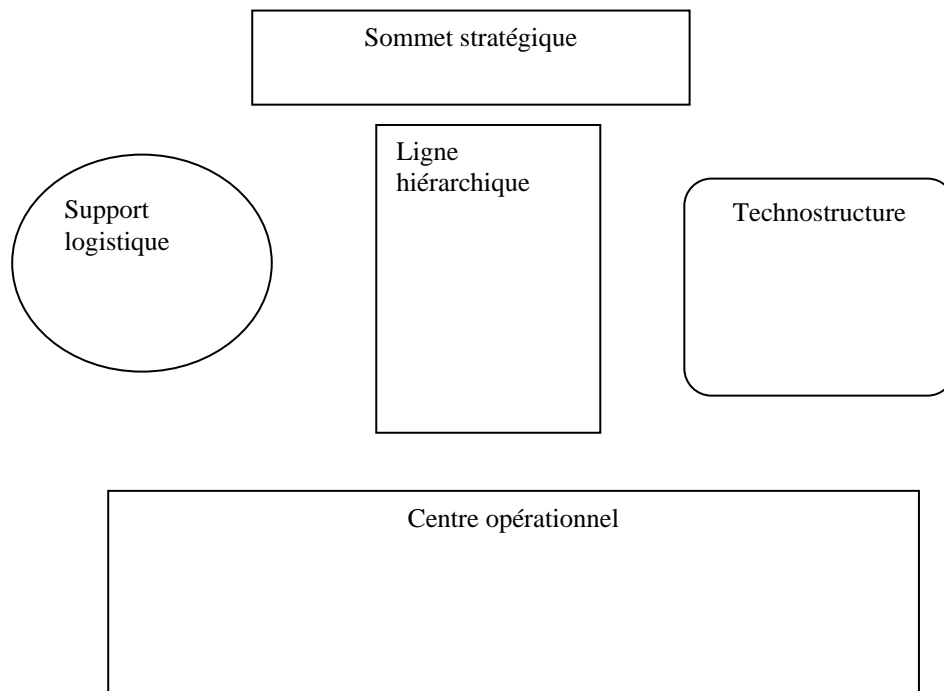 Sommet stratégique
Ligne
hiérarchique
Support
logistique
Technostructure
Centre opérationnel